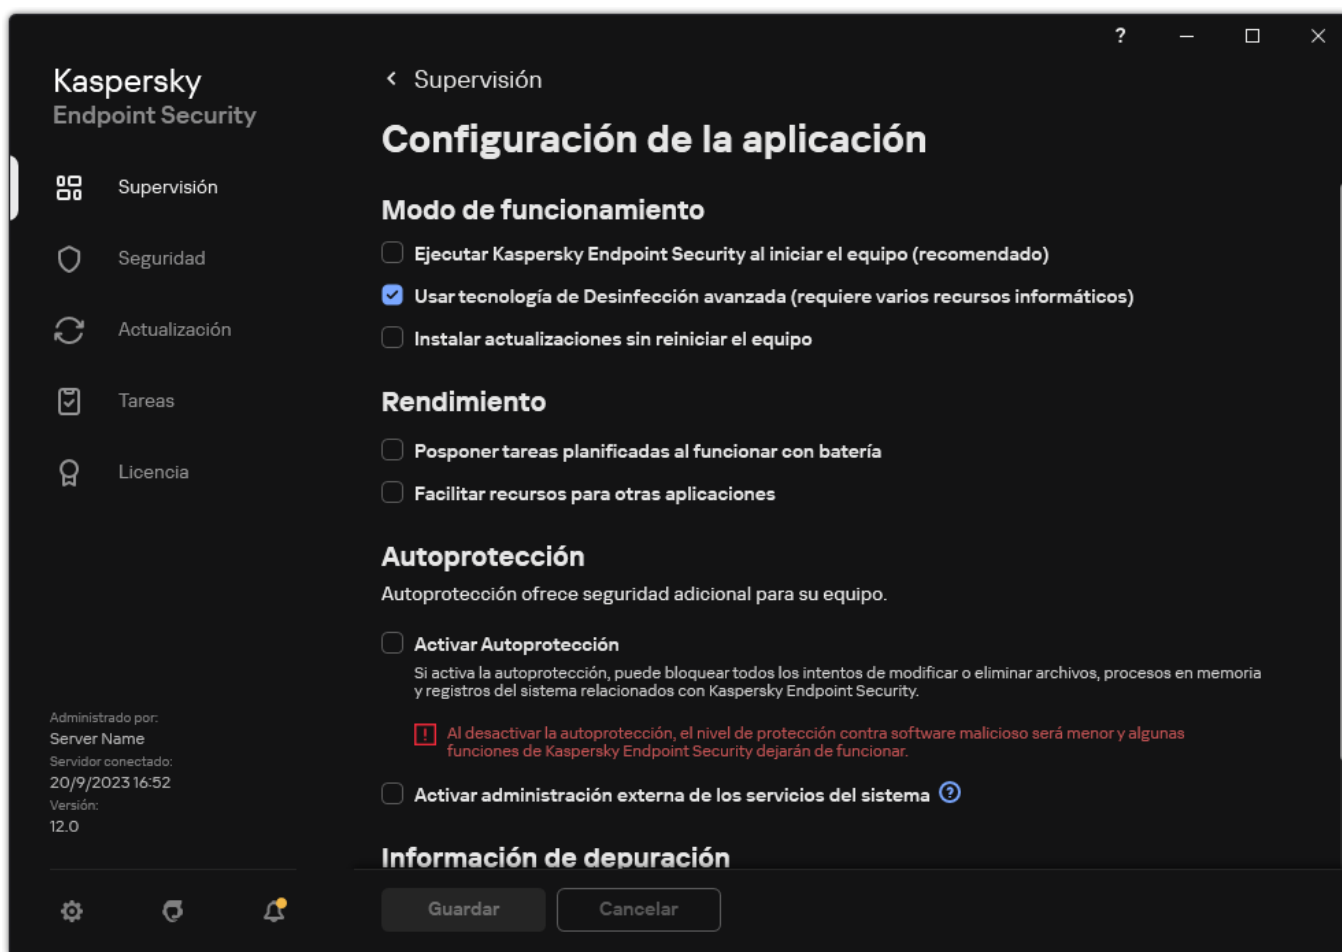 ?
Kaspersky
Endpoint Security
Supervisión
Seguridad
Actualización
Tareas
Licencia
Administrado por:
Server Name
Servidor conectado:
20/9/2023 16:52
Versión:
12.0
Supervisión
Configuración de la aplicación
Modo de funcionamiento
Ejecutar Kaspersky Endpoint Security al iniciar el equipo (recomendado)
Usar tecnología de Desinfección avanzada (requiere varios recursos informáticos)
Instalar actualizaciones sin reiniciar el equipo
Rendimiento
Posponer tareas planificadas al funcionar con batería
Facilitar recursos para otras aplicaciones
Autoprotección
Autoprotección ofrece seguridad adicional para su equipo.
Activar Autoprotección
Si activa la autoprotección, puede bloquear todos los intentos de modificar o eliminar archivos, procesos en memoria
y registros del sistema relacionados con Kaspersky Endpoint Security.
Al desactivar la autoprotección, el nivel de protección contra software malicioso será menor y algunas
funciones de Kaspersky Endpoint Security dejarán de funcionar.
Activar administración externa de los servicios del sistema ?
Información de depuración
Guardar
Cancelar